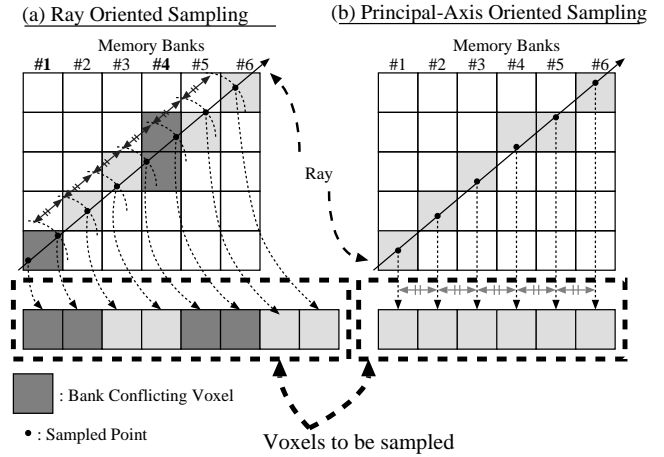 (a) Ray Oriented Sampling
(b) Principal-Axis Oriented Sampling
Memory Banks
#1 #2 #3 #4 #5 #6
Memory Banks
#1 #2 #3 #4 #5 #6
Ray
: Bank Conflicting Voxel
: Sampled Point
Voxels to be sampled